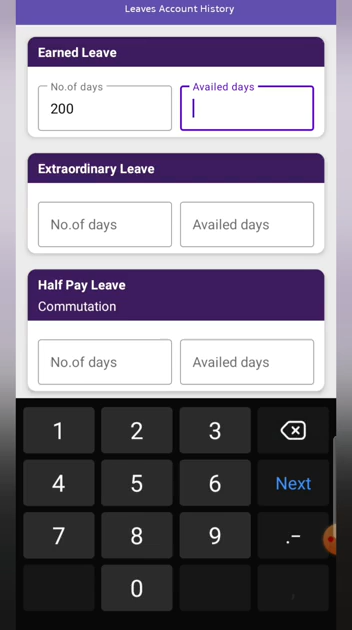 Leaves Account History
Earned Leave
No.of days
Availed days
200
Extraordinary Leave
No.of days
Availed days
Half Pay Leave
Commutation
No.of days
Availed days
1 2 3
4 5 6 Next
7 8 9 .-
0 ,